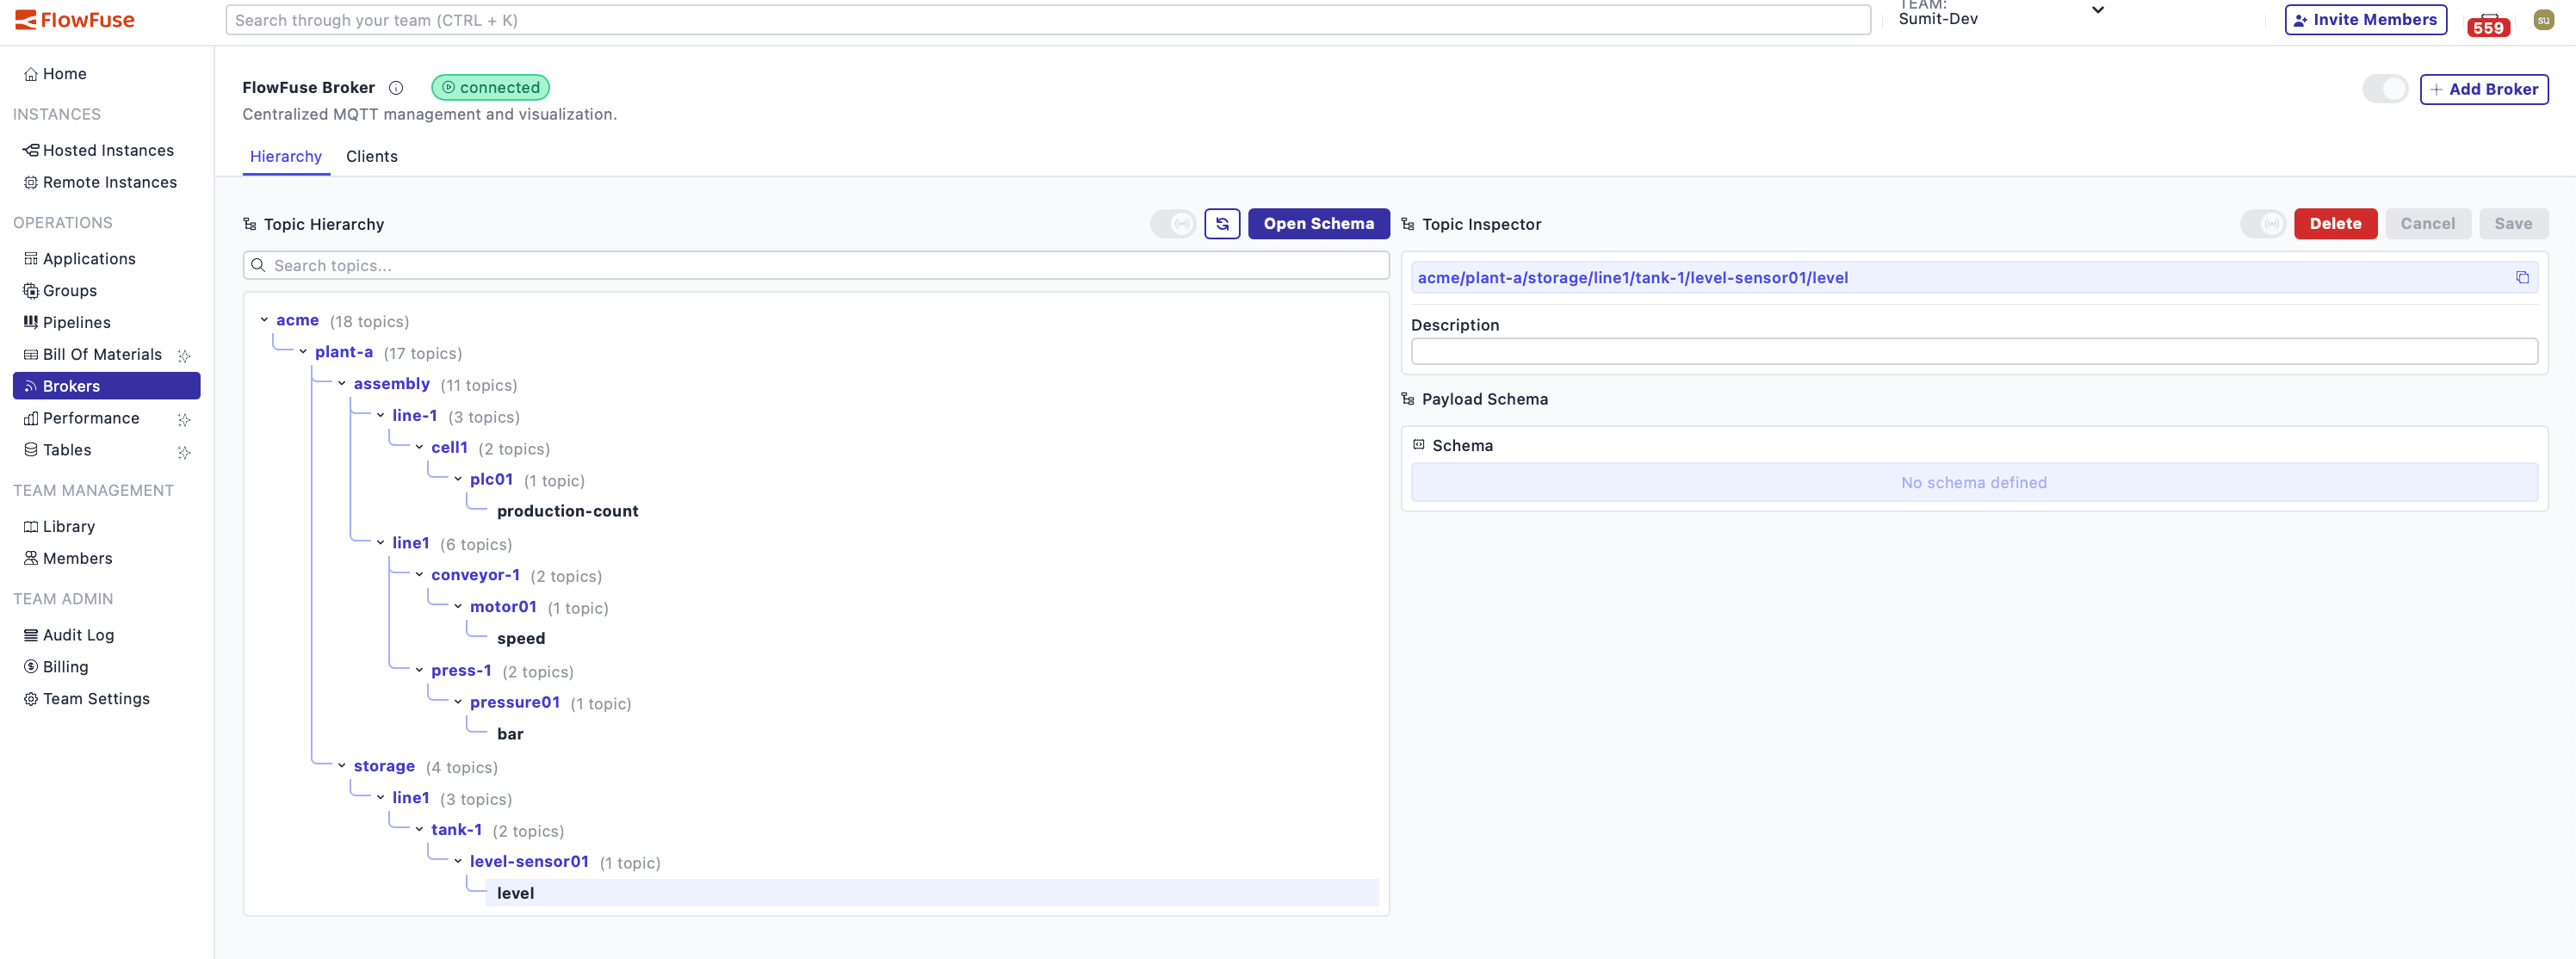 FlowFuse
Search through your team (CTRL + K)
TEAM:
Sumit-Dev
Invite Members
559
su
Home
INSTANCES
Hosted Instances
Remote Instances
OPERATIONS
Applications
Groups
Pipelines
Bill Of Materials
Brokers
Performance
Tables
TEAM MANAGEMENT
Library
Members
TEAM ADMIN
Audit Log
Billing
Team Settings
FlowFuse Broker
connected
Centralized MQTT management and visualization.
Add Broker
Hierarchy
Clients
Topic Hierarchy
Open Schema
Search topics...
acme (18 topics)
plant-a (17 topics)
assembly (11 topics)
line-1 (3 topics)
cell1 (2 topics)
plc01 (1 topic)
production-count
line1 (6 topics)
conveyor-1 (2 topics)
motor01 (1 topic)
speed
press-1 (2 topics)
pressure01 (1 topic)
bar
storage (4 topics)
line1 (3 topics)
tank-1 (2 topics)
level-sensor01 (1 topic)
level
Topic Inspector
Delete
Cancel
Save
acme/plant-a/storage/line1/tank-1/level-sensor01/level
Description
Payload Schema
Schema
No schema defined